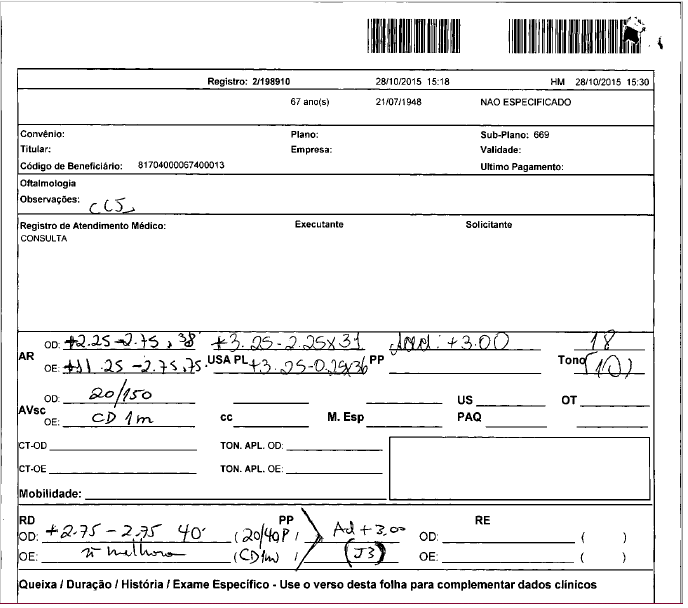 Registro: 2/198910 28/10/2015 15:18 HM 28/10/2015 15:30
67 ano(s) 21/07/1948 NAO ESPECIFICADO
Convênio: Plano: Sub-Plano: 669
Titular: Empresa: Validade:
Código de Beneficiário: 81704000067400013 Ultimo Pagamento:
Oftalmologia
Observações:
Registro de Atendimento Médico: Executante Solicitante
CONSULTA
AR OD: +2.25 -2.75, 38° +3.25-2.25x31 Add: +3.00 18
OE: +11.25 -2.75, 75° USA PL +3.25-0.25x36 PP Tono (10)
AVsc OD: 20/150 US OT
OE: CD 1m cc M. Esp PAQ
CT-OD TON. APL. OD:
CT-OE TON. APL. OE:
Mobilidade:
RD PP RE
OD: +2.75 -2.75 40° (20/40P / Ad +3.00 OD: ( )
OE: ñ melhora (CD1m) / (J3) OE: ( )
Queixa / Duração / História / Exame Específico - Use o verso desta folha para complementar dados clínicos